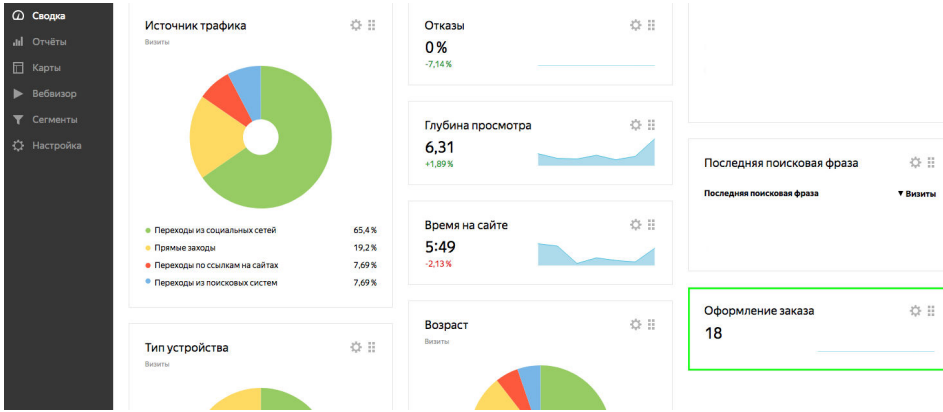 Сводка
Отчёты
Карты
Вебвизор
Сегменты
Настройка
Источник трафика
Визиты
Переходы из социальных сетей 65,4 %
Прямые заходы 19,2 %
Переходы по ссылкам на сайтах 7,69 %
Переходы из поисковых систем 7,69 %
Тип устройства
Визиты
Отказы
0 %
-7,14 %
Глубина просмотра
6,31
+1,89 %
Время на сайте
5:49
-2,13 %
Возраст
Визиты
Последняя поисковая фраза
Последняя поисковая фраза ▼ Визиты
Оформление заказа
18